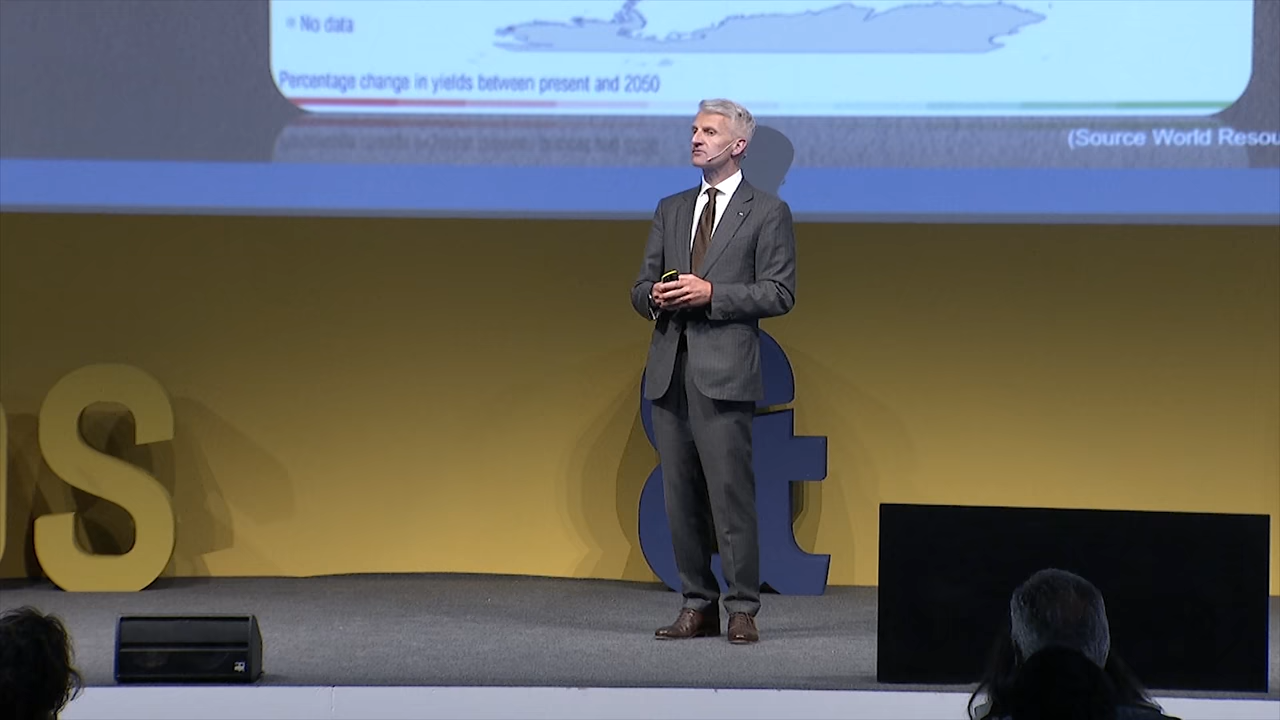 No data
Percentage change in yields between present and 2050
(Source World Resou
S
&